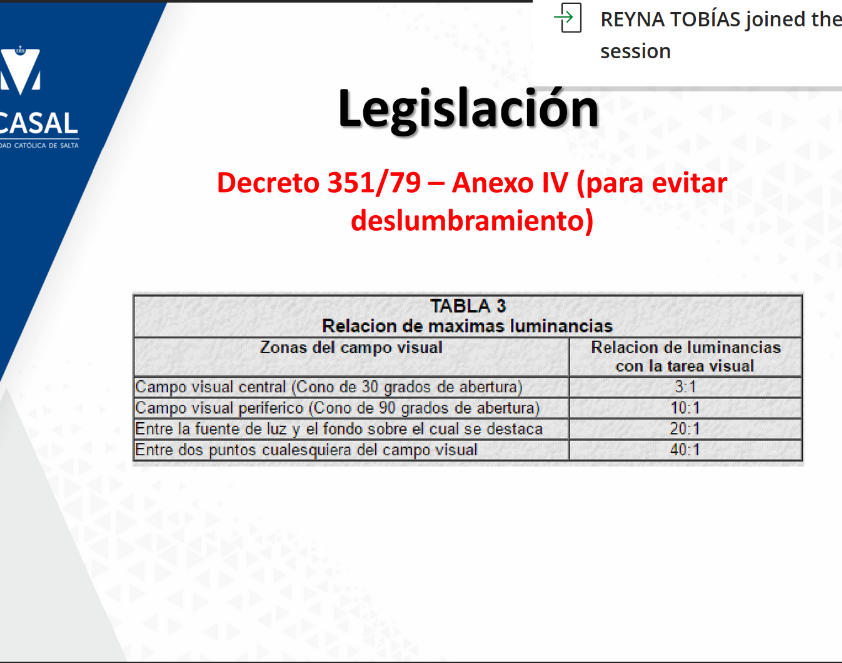 REYNA TOBÍAS joined the
session
CASAL
DAD CATÓLICA DE SALTA
Legislación
Decreto 351/79 – Anexo IV (para evitar
deslumbramiento)
TABLA 3
Relacion de maximas luminancias
Zonas del campo visual
Relacion de luminancias
con la tarea visual
Campo visual central (Cono de 30 grados de abertura) 3:1
Campo visual periferico (Cono de 90 grados de abertura) 10:1
Entre la fuente de luz y el fondo sobre el cual se destaca 20:1
Entre dos puntos cualesquiera del campo visual 40:1